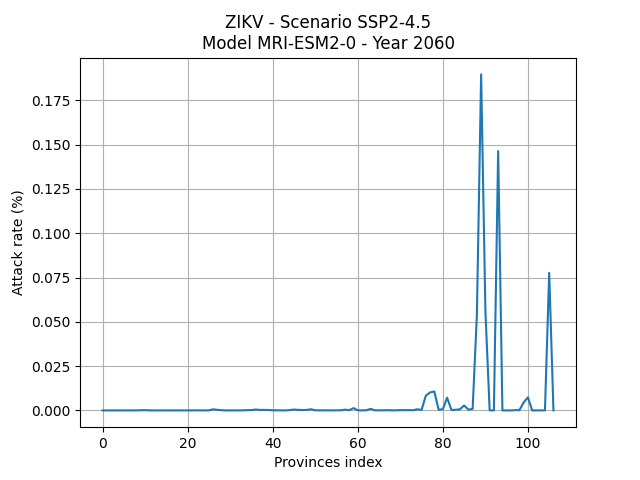 ZIKV - Scenario SSP2-4.5
Model MRI-ESM2-0 - Year 2060
Attack rate (%)
0.175
0.150
0.125
0.100
0.075
0.050
0.025
0.000
0 20 40 60 80 100
Provinces index